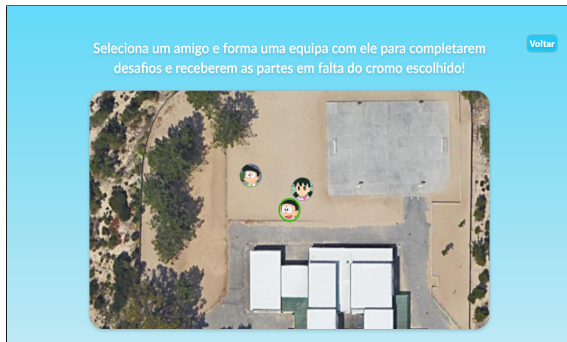 Seleciona um amigo e forma uma equipa com ele para completarem
desafios e receberem as partes em falta do cromo escolhido!
Voltar